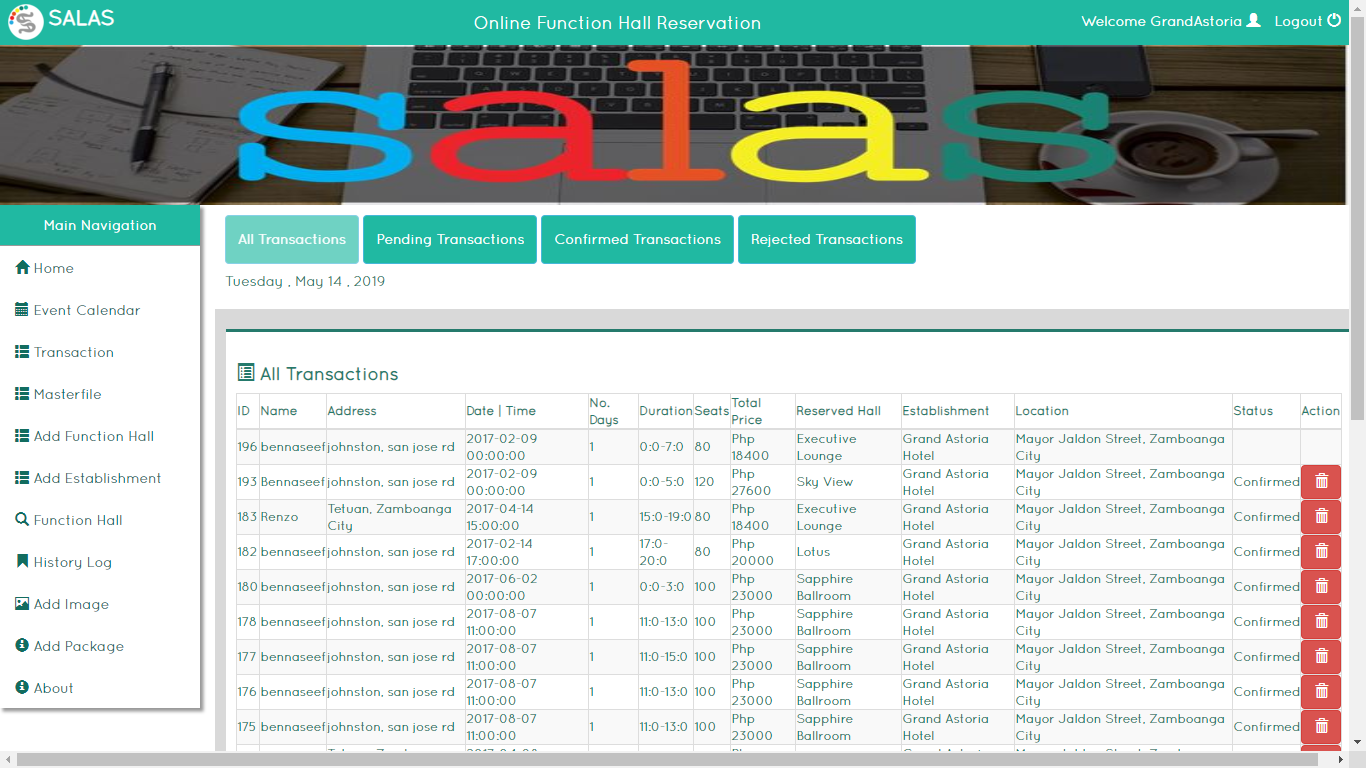 SALAS
Online Function Hall Reservation
Welcome GrandAstoria
Logout
salas
Main Navigation
Home
Event Calendar
Transaction
Masterfile
Add Function Hall
Add Establishment
Function Hall
History Log
Add Image
Add Package
About
All Transactions
Pending Transactions
Confirmed Transactions
Rejected Transactions
Tuesday , May 14 , 2019
All Transactions
ID Name Address Date | Time No. Days Duration Seats Total Price Reserved Hall Establishment Location Status Action
196 bennaseef johnston, san jose rd 2017-02-09 00:00:00 1 0:0-7:0 80 Php 18400 Executive Lounge Grand Astoria Hotel Mayor Jaldon Street, Zamboanga City
193 Bennaseef johnston, san jose rd 2017-02-09 00:00:00 1 0:0-5:0 120 Php 27600 Sky View Grand Astoria Hotel Mayor Jaldon Street, Zamboanga City Confirmed
183 Renzo Tetuan, Zamboanga City 2017-04-14 15:00:00 1 15:0-19:0 80 Php 18400 Executive Lounge Grand Astoria Hotel Mayor Jaldon Street, Zamboanga City Confirmed
182 bennaseef johnston, san jose rd 2017-02-14 17:00:00 1 17:0-20:0 80 Php 20000 Lotus Grand Astoria Hotel Mayor Jaldon Street, Zamboanga City Confirmed
180 bennaseef johnston, san jose rd 2017-06-02 00:00:00 1 0:0-3:0 100 Php 23000 Sapphire Ballroom Grand Astoria Hotel Mayor Jaldon Street, Zamboanga City Confirmed
178 bennaseef johnston, san jose rd 2017-08-07 11:00:00 1 11:0-13:0 100 Php 23000 Sapphire Ballroom Grand Astoria Hotel Mayor Jaldon Street, Zamboanga City Confirmed
177 bennaseef johnston, san jose rd 2017-08-07 11:00:00 1 11:0-15:0 100 Php 23000 Sapphire Ballroom Grand Astoria Hotel Mayor Jaldon Street, Zamboanga City Confirmed
176 bennaseef johnston, san jose rd 2017-08-07 11:00:00 1 11:0-13:0 100 Php 23000 Sapphire Ballroom Grand Astoria Hotel Mayor Jaldon Street, Zamboanga City Confirmed
175 bennaseef johnston, san jose rd 2017-08-07 11:00:00 1 11:0-13:0 100 Php 23000 Sapphire Ballroom Grand Astoria Hotel Mayor Jaldon Street, Zamboanga City Confirmed